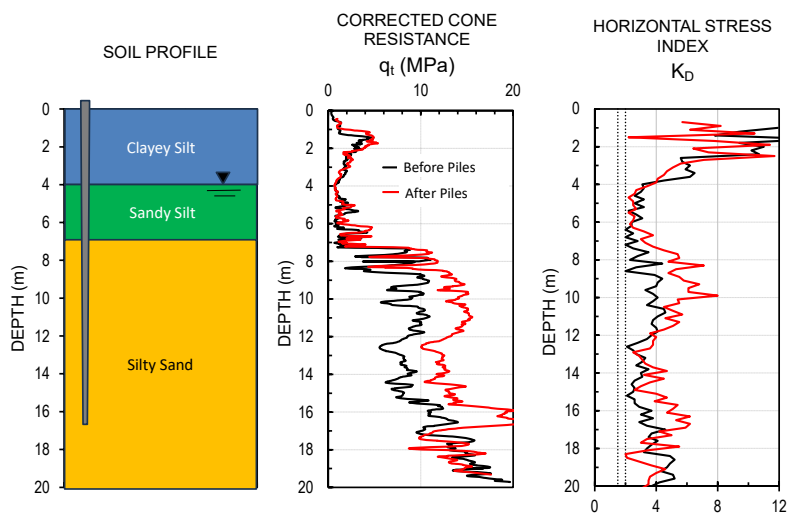 SOIL PROFILE
DEPTH (m)
0
2
4
6
8
10
12
14
16
18
20
Clayey Silt
Sandy Silt
Silty Sand
CORRECTED CONE
RESISTANCE
qt (MPa)
0 10 20
DEPTH (m)
0
2
4
6
8
10
12
14
16
18
20
Before Piles
After Piles
HORIZONTAL STRESS
INDEX
KD
DEPTH (m)
0
2
4
6
8
10
12
14
16
18
20
0 4 8 12